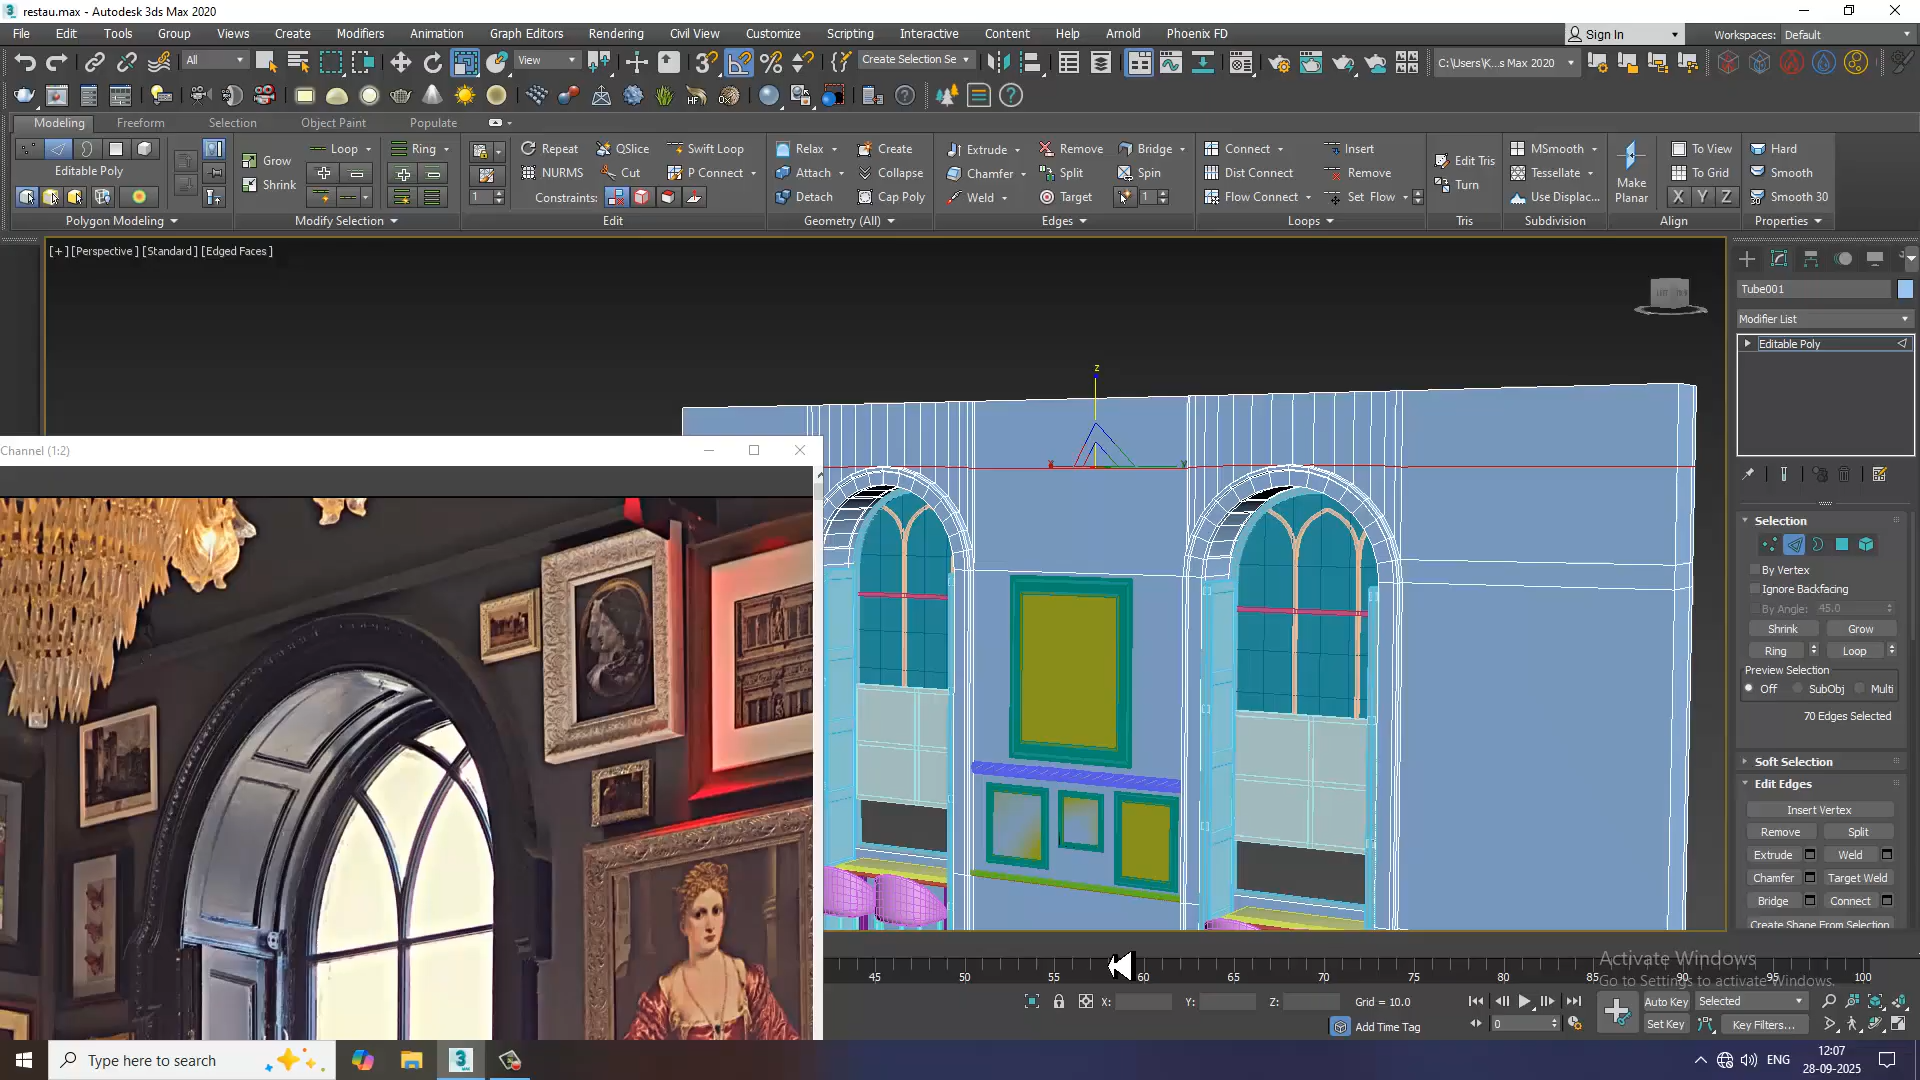 restau.max - Autodesk 3ds Max 2020
File Edit Tools Group Views Create Modifiers Animation Graph Editors Rendering Civil View Customize Scripting Interactive Content Help Arnold Phoenix FD
Sign In Workspaces: Default
All View Create Selection Se C:\Users\K...s Max 2020
Modeling Freeform Selection Object Paint Populate
Loop Ring Repeat QSlice Swift Loop Relax Create Extrude Remove Bridge Connect Insert MSmooth To View Hard
Editable Poly Grow NURMS Cut P Connect Attach Collapse Chamfer Split Spin Dist Connect Remove Edit Tris Tessellate To Grid Smooth
Shrink Constraints: Detach Cap Poly Weld Target 1 Flow Connect Set Flow Turn Use Displac... Make Planar X Y Z Smooth 30
Polygon Modeling Modify Selection Edit Geometry (All) Edges Loops Tris Subdivision Align Properties
[+] [Perspective] [Standard] [Edged Faces]
Tube001
Modifier List
Editable Poly
z
x y
Channel (1:2)
Selection
By Vertex
Ignore Backfacing
By Angle: 45.0
Shrink Grow
Ring Loop
Preview Selection
Off SubObj Multi
70 Edges Selected
Soft Selection
Edit Edges
Insert Vertex
Remove Split
Extrude Weld
Chamfer Target Weld
Bridge Connect
Create Shape From Selection
45 50 55 60 65 70 75 80 85 90 95 100
Activate Windows
Go to Settings to activate Windows.
X: Y: Z: Grid = 10.0 Auto Key Selected
Add Time Tag 0 Set Key Key Filters...
Type here to search
ENG
12:07
28-09-2025